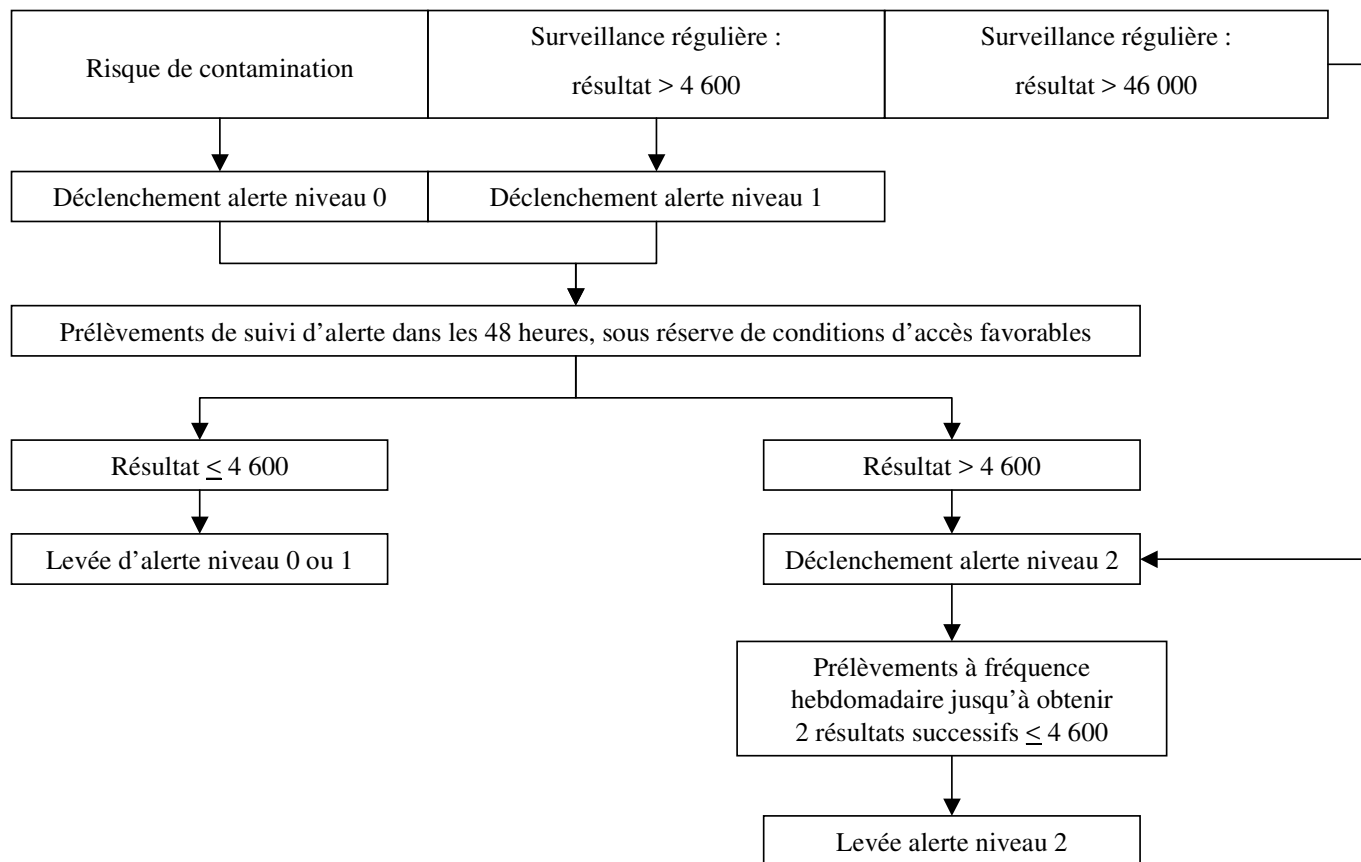 Risque de contamination
Surveillance régulière :
résultat > 4 600
Surveillance régulière :
résultat > 46 000
Déclenchement alerte niveau 0
Déclenchement alerte niveau 1
Prélèvements de suivi d’alerte dans les 48 heures, sous réserve de conditions d’accès favorables
Résultat ≤ 4 600
Résultat > 4 600
Levée d’alerte niveau 0 ou 1
Déclenchement alerte niveau 2
Prélèvements à fréquence
hebdomadaire jusqu’à obtenir
2 résultats successifs ≤ 4 600
Levée alerte niveau 2